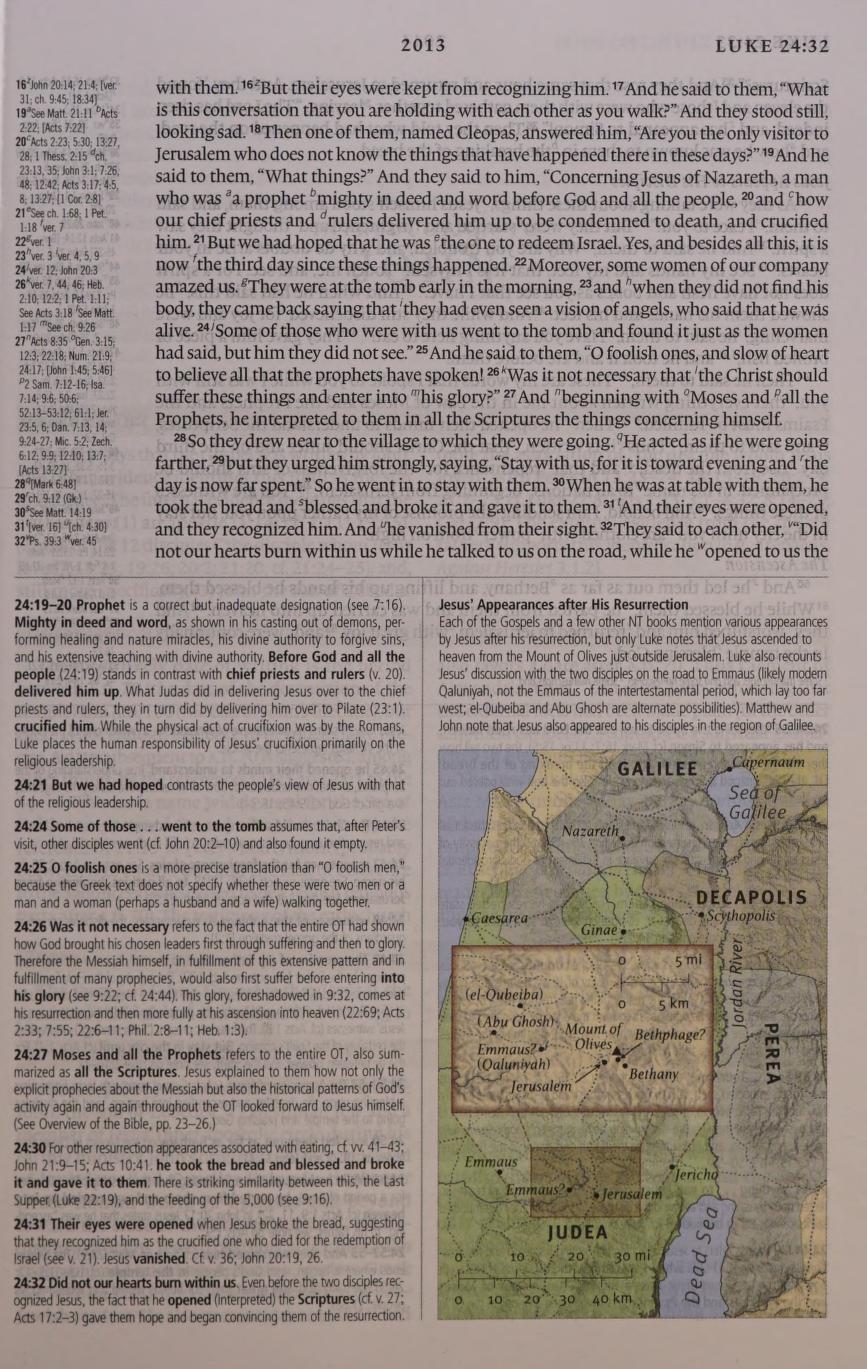 2013
LUKE 24:32
16 z John 20:14; 21:4; [ver.
31; ch. 9:45; 18:34]
19 a See Matt. 21:11 b Acts
2:22; [Acts 7:22]
20 c Acts 2:23; 5:30; 13:27,
28; 1 Thess. 2:15 d ch.
23:13, 35; John 3:1; 7:26,
48; 12:42; Acts 3:17; 4:5,
8; 13:27; [1 Cor. 2:8]
21 e See ch. 1:68; 1 Pet.
1:18 f ver. 7
22 g ver. 1
23 h ver. 3 i ver. 4, 5, 9
24 j ver. 12; John 20:3
26 k ver. 7, 44, 46; Heb.
2:10; 12:2; 1 Pet. 1:11;
See Acts 3:18 l See Matt.
1:17 m See ch. 9:26
27 n Acts 8:35 o Gen. 3:15;
12:3; 22:18; Num. 21:9;
24:17; [John 1:45; 5:46]
p 2 Sam. 7:12-16; Isa.
7:14; 9:6; 50:6;
52:13–53:12; 61:1; Jer.
23:5, 6; Dan. 7:13, 14;
9:24-27; Mic. 5:2; Zech.
6:12; 9:9; 12:10; 13:7;
[Acts 13:27]
28 q [Mark 6:48]
29 r ch. 9:12 (Gk.)
30 s See Matt. 14:19
31 t [ver. 16] u [ch. 4:30]
32 v Ps. 39:3 w ver. 45
with them. 16 z But their eyes were kept from recognizing him. 17 And he said to them, “What
is this conversation that you are holding with each other as you walk?” And they stood still,
looking sad. 18 Then one of them, named Cleopas, answered him, “Are you the only visitor to
Jerusalem who does not know the things that have happened there in these days?” 19 And he
said to them, “What things?” And they said to him, “Concerning Jesus of Nazareth, a man
who was a a prophet b mighty in deed and word before God and all the people, 20 and c how
our chief priests and d rulers delivered him up to be condemned to death, and crucified
him. 21 But we had hoped that he was e the one to redeem Israel. Yes, and besides all this, it is
now f the third day since these things happened. 22 Moreover, some women of our company
amazed us. g They were at the tomb early in the morning, 23 and h when they did not find his
body, they came back saying that i they had even seen a vision of angels, who said that he was
alive. 24 j Some of those who were with us went to the tomb and found it just as the women
had said, but him they did not see.” 25 And he said to them, “O foolish ones, and slow of heart
to believe all that the prophets have spoken! 26 k Was it not necessary that l the Christ should
suffer these things and enter into m his glory?” 27 And n beginning with o Moses and p all the
Prophets, he interpreted to them in all the Scriptures the things concerning himself.
28 So they drew near to the village to which they were going. q He acted as if he were going
farther, 29 but they urged him strongly, saying, “Stay with us, for it is toward evening and r the
day is now far spent.” So he went in to stay with them. 30 When he was at table with them, he
took the bread and s blessed and broke it and gave it to them. 31 t And their eyes were opened,
and they recognized him. And u he vanished from their sight. 32 They said to each other, v “Did
not our hearts burn within us while he talked to us on the road, while he w opened to us the
24:19–20 Prophet is a correct but inadequate designation (see 7:16).
Mighty in deed and word, as shown in his casting out of demons, per-
forming healing and nature miracles, his divine authority to forgive sins,
and his extensive teaching with divine authority. Before God and all the
people (24:19) stands in contrast with chief priests and rulers (v. 20).
delivered him up. What Judas did in delivering Jesus over to the chief
priests and rulers, they in turn did by delivering him over to Pilate (23:1).
crucified him. While the physical act of crucifixion was by the Romans,
Luke places the human responsibility of Jesus' crucifixion primarily on the
religious leadership.
24:21 But we had hoped contrasts the people's view of Jesus with that
of the religious leadership.
24:24 Some of those . . . went to the tomb assumes that, after Peter's
visit, other disciples went (cf. John 20:2–10) and also found it empty.
24:25 O foolish ones is a more precise translation than “O foolish men,”
because the Greek text does not specify whether these were two men or a
man and a woman (perhaps a husband and a wife) walking together.
24:26 Was it not necessary refers to the fact that the entire OT had shown
how God brought his chosen leaders first through suffering and then to glory.
Therefore the Messiah himself, in fulfillment of this extensive pattern and in
fulfillment of many prophecies, would also first suffer before entering into
his glory (see 9:22; cf. 24:44). This glory, foreshadowed in 9:32, comes at
his resurrection and then more fully at his ascension into heaven (22:69; Acts
2:33; 7:55; 22:6–11; Phil. 2:8–11; Heb. 1:3).
24:27 Moses and all the Prophets refers to the entire OT, also sum-
marized as all the Scriptures. Jesus explained to them how not only the
explicit prophecies about the Messiah but also the historical patterns of God's
activity again and again throughout the OT looked forward to Jesus himself.
(See Overview of the Bible, pp. 23–26.)
24:30 For other resurrection appearances associated with eating, cf. vv. 41–43;
John 21:9–15; Acts 10:41. he took the bread and blessed and broke
it and gave it to them. There is striking similarity between this, the Last
Supper (Luke 22:19), and the feeding of the 5,000 (see 9:16).
24:31 Their eyes were opened when Jesus broke the bread, suggesting
that they recognized him as the crucified one who died for the redemption of
Israel (see v. 21). Jesus vanished. Cf. v. 36; John 20:19, 26.
24:32 Did not our hearts burn within us. Even before the two disciples rec-
ognized Jesus, the fact that he opened (interpreted) the Scriptures (cf. v. 27;
Acts 17:2–3) gave them hope and began convincing them of the resurrection.
Jesus' Appearances after His Resurrection
Each of the Gospels and a few other NT books mention various appearances
by Jesus after his resurrection, but only Luke notes that Jesus ascended to
heaven from the Mount of Olives just outside Jerusalem. Luke also recounts
Jesus' discussion with the two disciples on the road to Emmaus (likely modern
Qaluniyah, not the Emmaus of the intertestamental period, which lay too far
west; el-Qubeiba and Abu Ghosh are alternate possibilities). Matthew and
John note that Jesus also appeared to his disciples in the region of Galilee.
GALILEE
Capernaum
Sea of
Galilee
Nazareth
DECAPOLIS
Caesarea
Scythopolis
Ginae
0 5 mi
0 5 km
(el-Qubeiba)
(Abu Ghosh)
Mount of
Olives
Bethphage?
Emmaus?
(Qaluniyah)
Bethany
Jerusalem
Jordan River
PEREA
Emmaus
Jericho
Emmaus?
Jerusalem
JUDEA
Dead Sea
0 10 20 30 mi
0 10 20 30 40 km